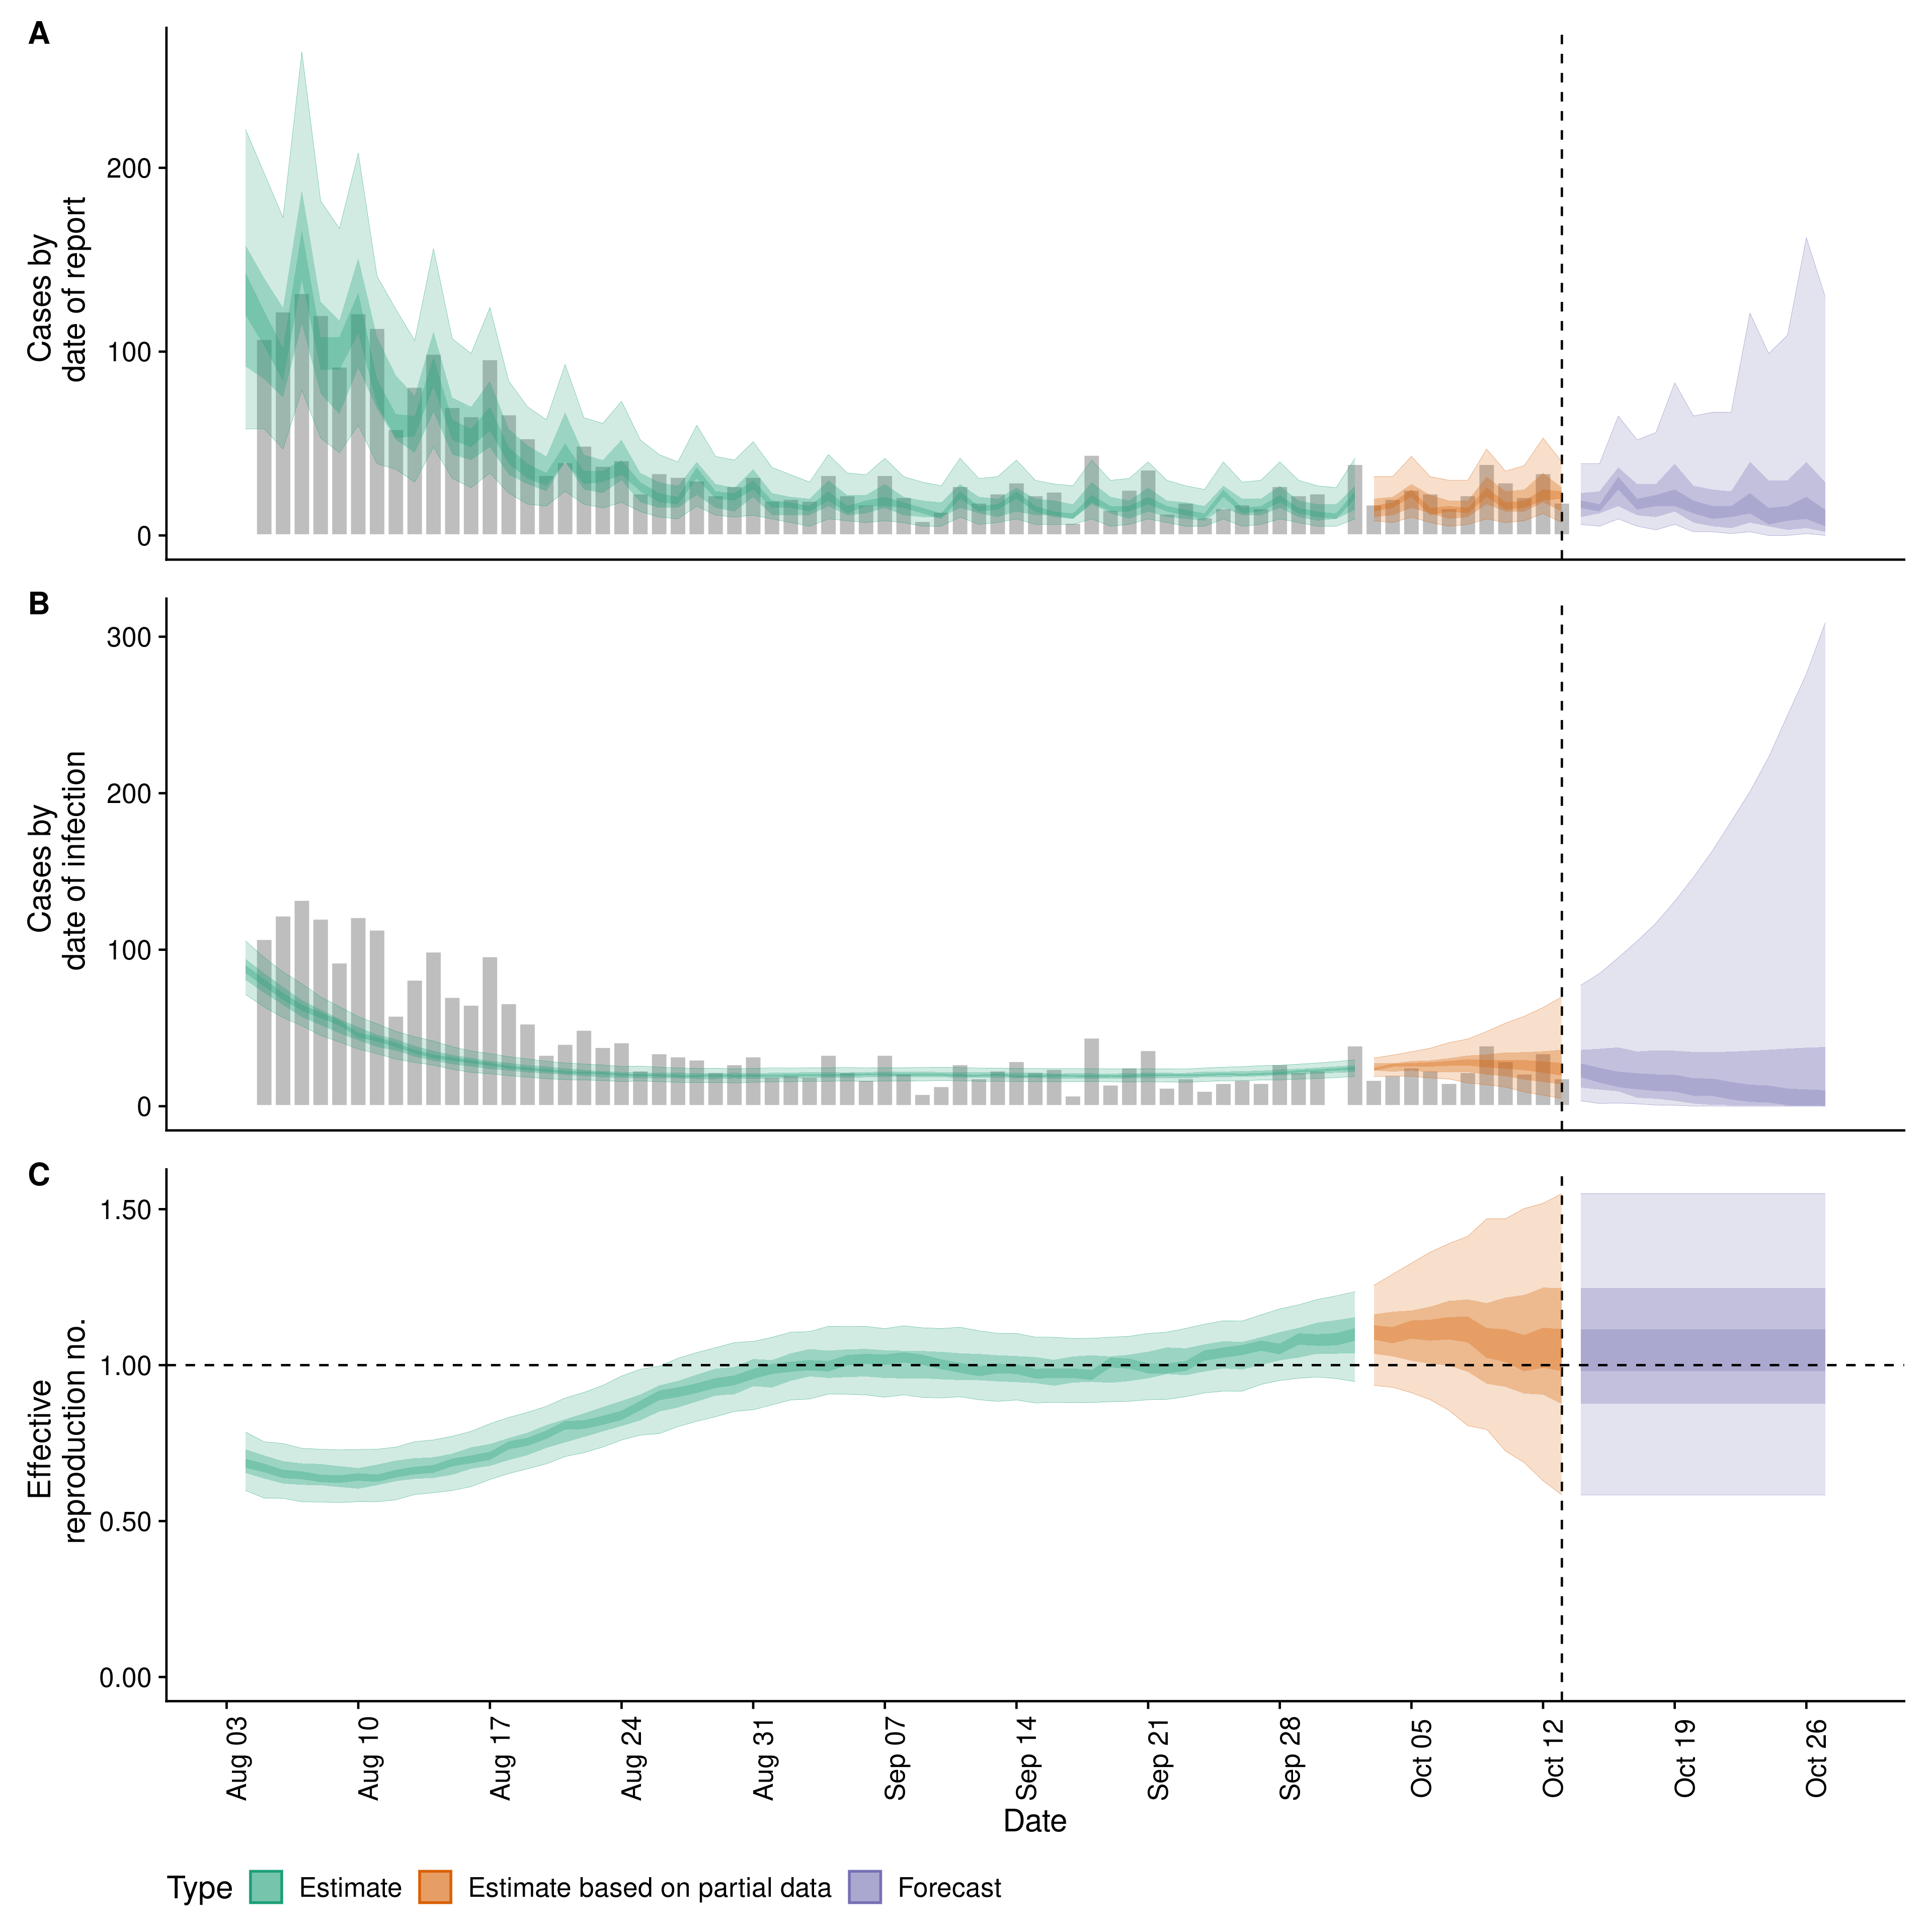 A
Cases by
date of report
200
100
0
B
Cases by
date of infection
300
200
100
0
C
Effective
reproduction no.
1.50
1.00
0.50
0.00
Aug 03
Aug 10
Aug 17
Aug 24
Aug 31
Sep 07
Sep 14
Sep 21
Sep 28
Oct 05
Oct 12
Oct 19
Oct 26
Date
Type Estimate Estimate based on partial data Forecast